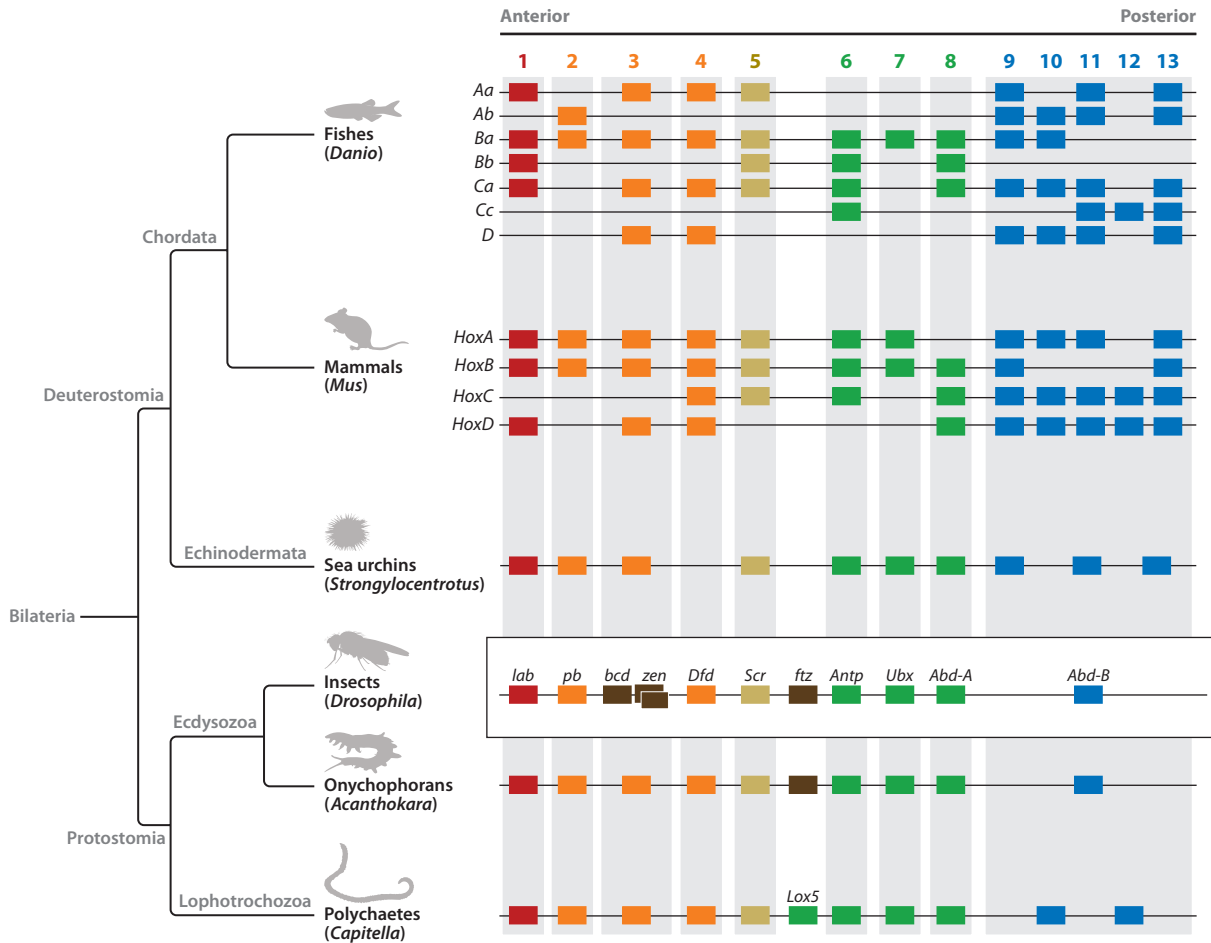 Anterior Posterior
1 2 3 4 5 6 7 8 9 10 11 12 13
Aa
Ab
Fishes
(Danio)
Ba
Bb
Ca
Cc
D
Chordata
HoxA
Mammals
(Mus)
HoxB
HoxC
HoxD
Deuterostomia
Echinodermata
Sea urchins
(Strongylocentrotus)
Bilateria
lab pb bcd zen Dfd Scr ftz Antp Ubx Abd-A Abd-B
Insects
(Drosophila)
Ecdysozoa
Onychophorans
(Acanthokara)
Protostomia
Lox5
Lophotrochozoa
Polychaetes
(Capitella)